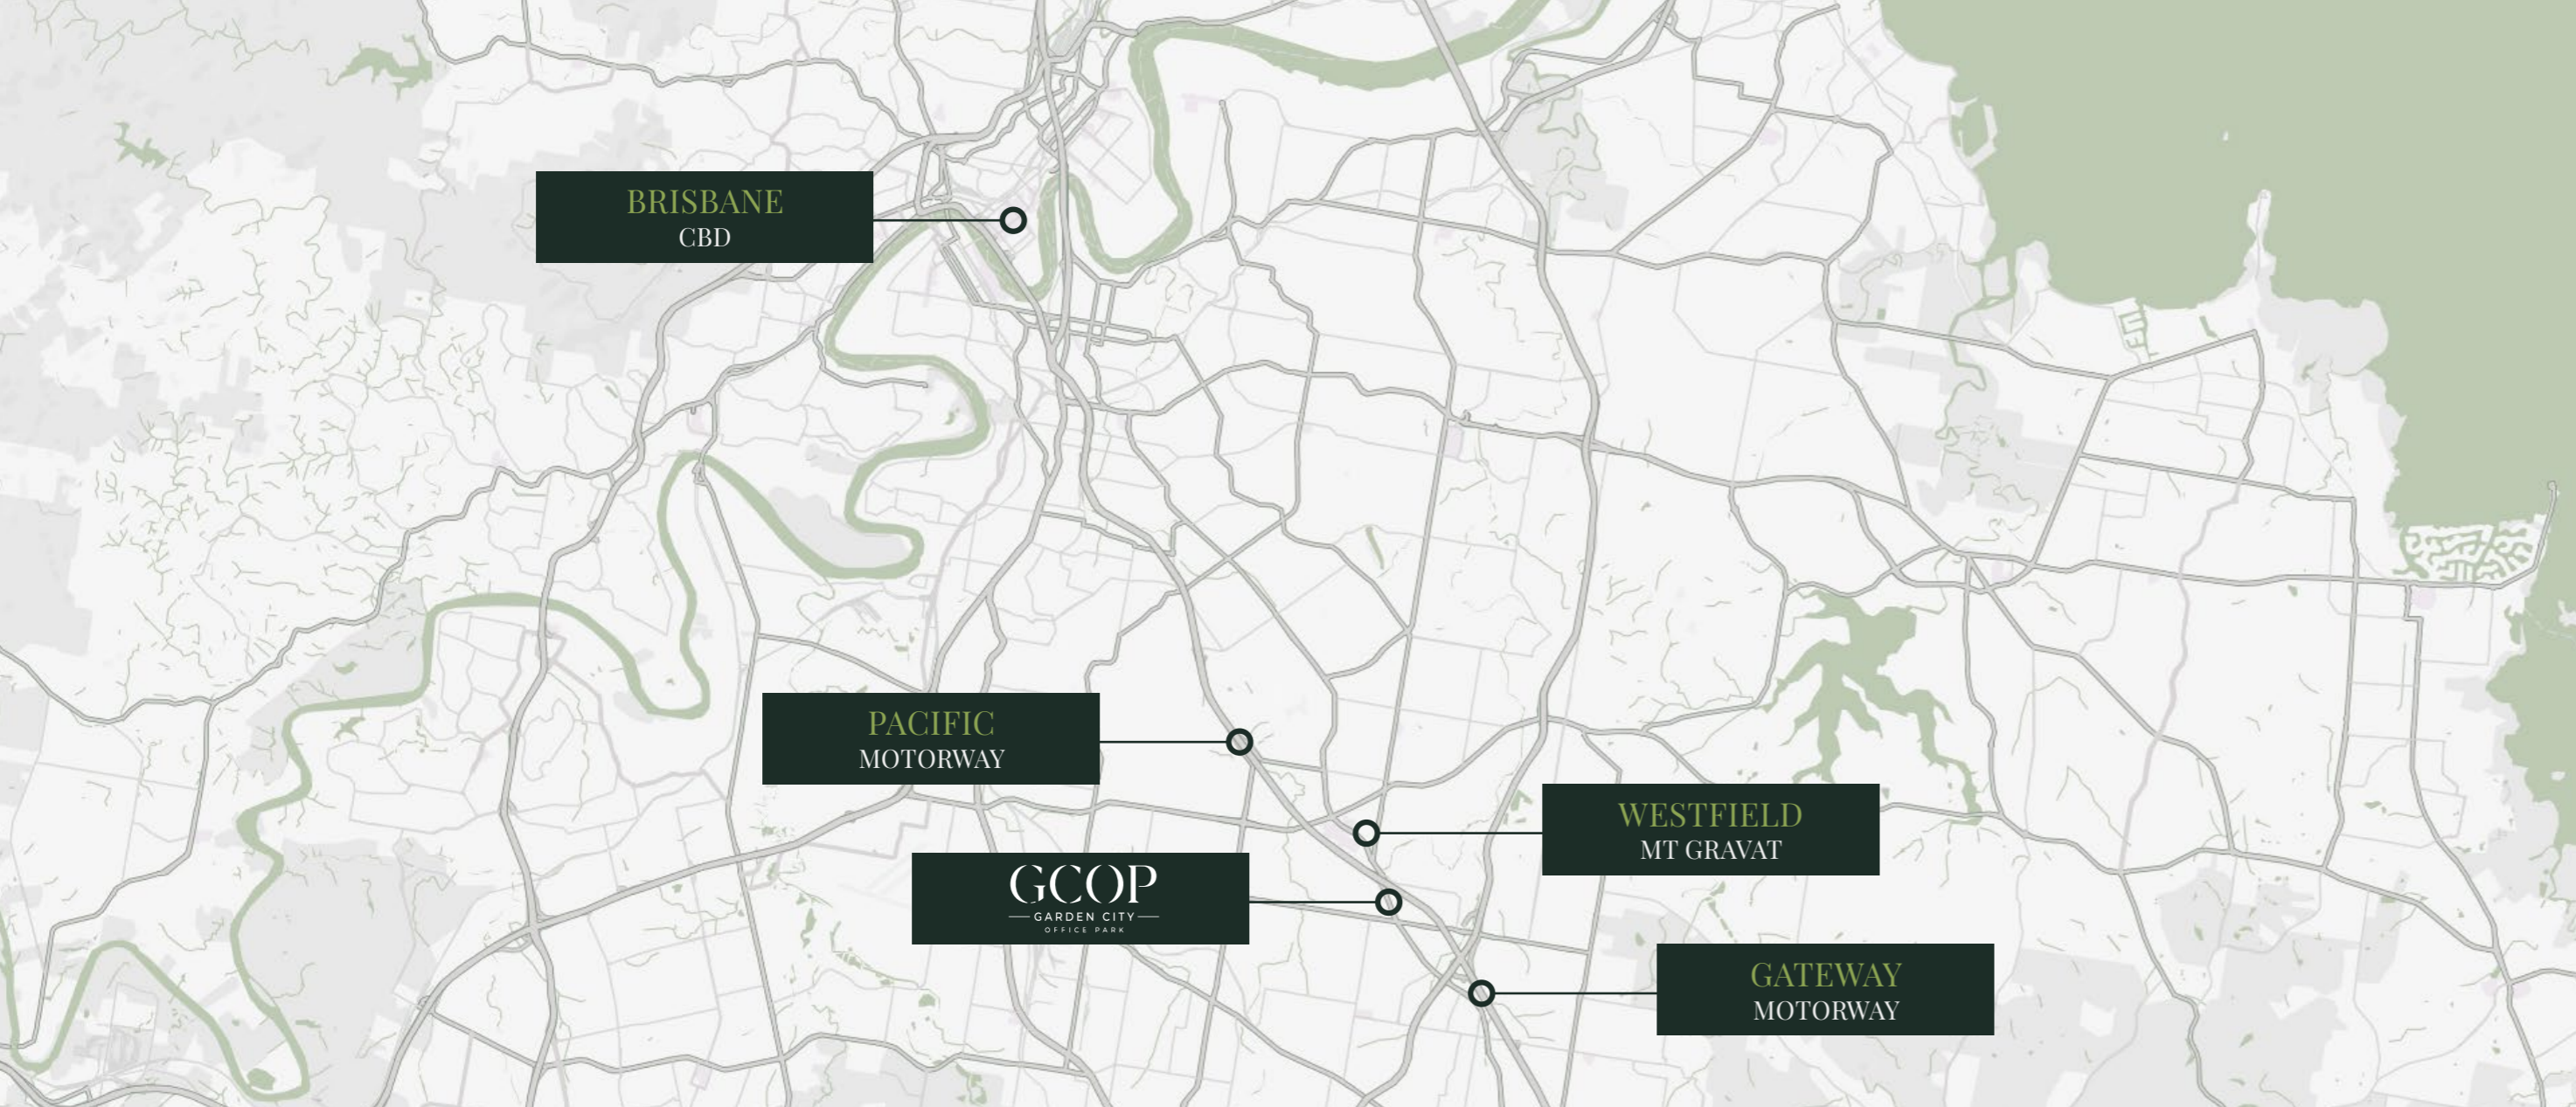 BRISBANE
CBD
PACIFIC
MOTORWAY
WESTFIELD
MT GRAVAT
GCOP
GARDEN CITY
OFFICE PARK
GATEWAY
MOTORWAY